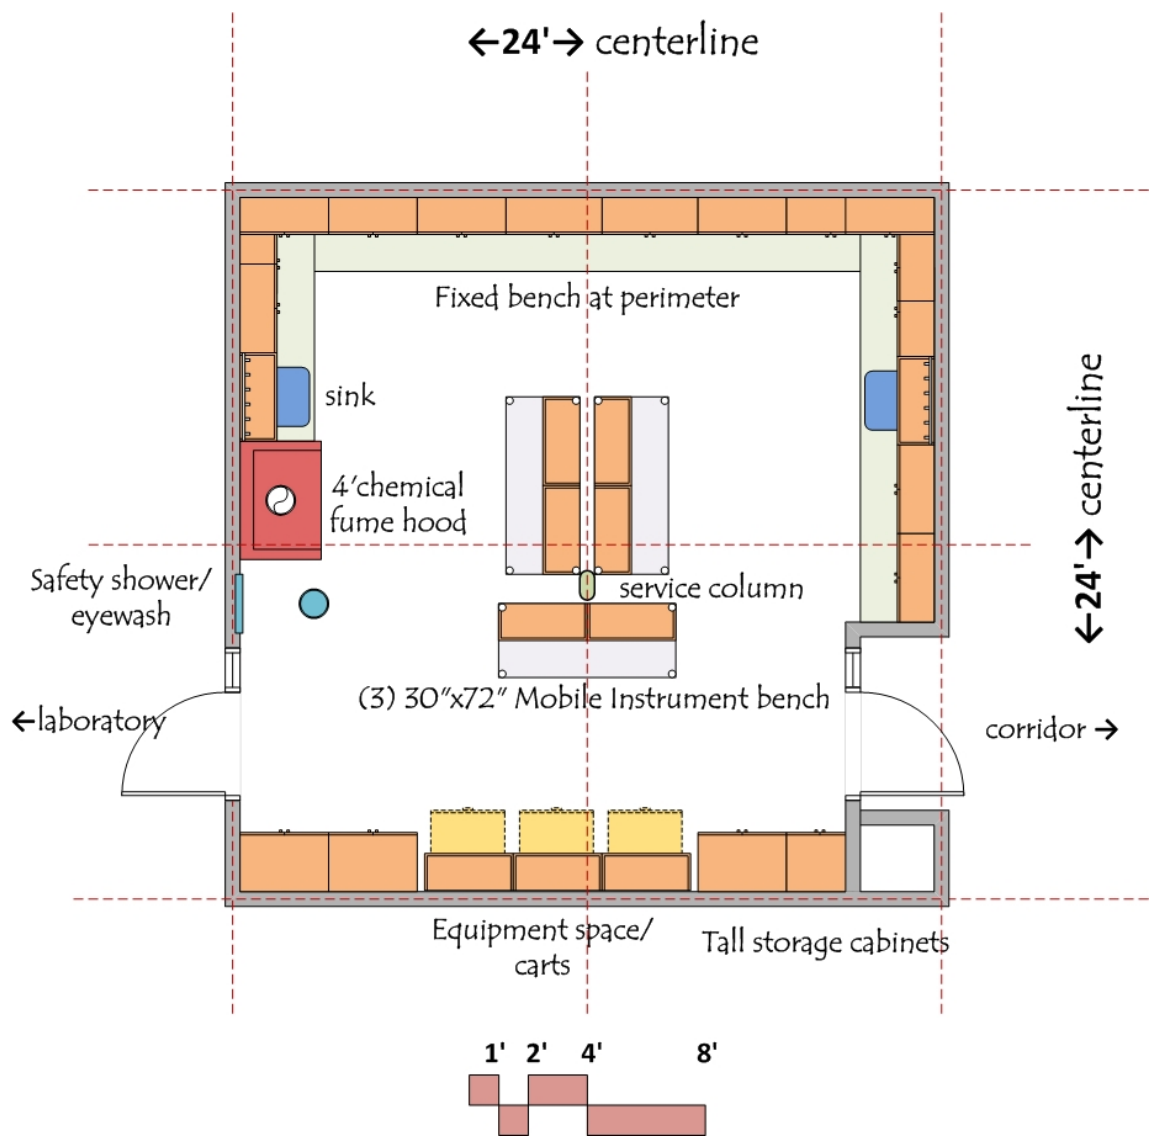 ←24'→ centerline
Fixed bench at perimeter
sink
4'chemical
fume hood
←24'→ centerline
Safety shower/
eyewash
service column
(3) 30"x72" Mobile Instrument bench
←laboratory
corridor →
Equipment space/
carts
Tall storage cabinets
1' 2' 4' 8'